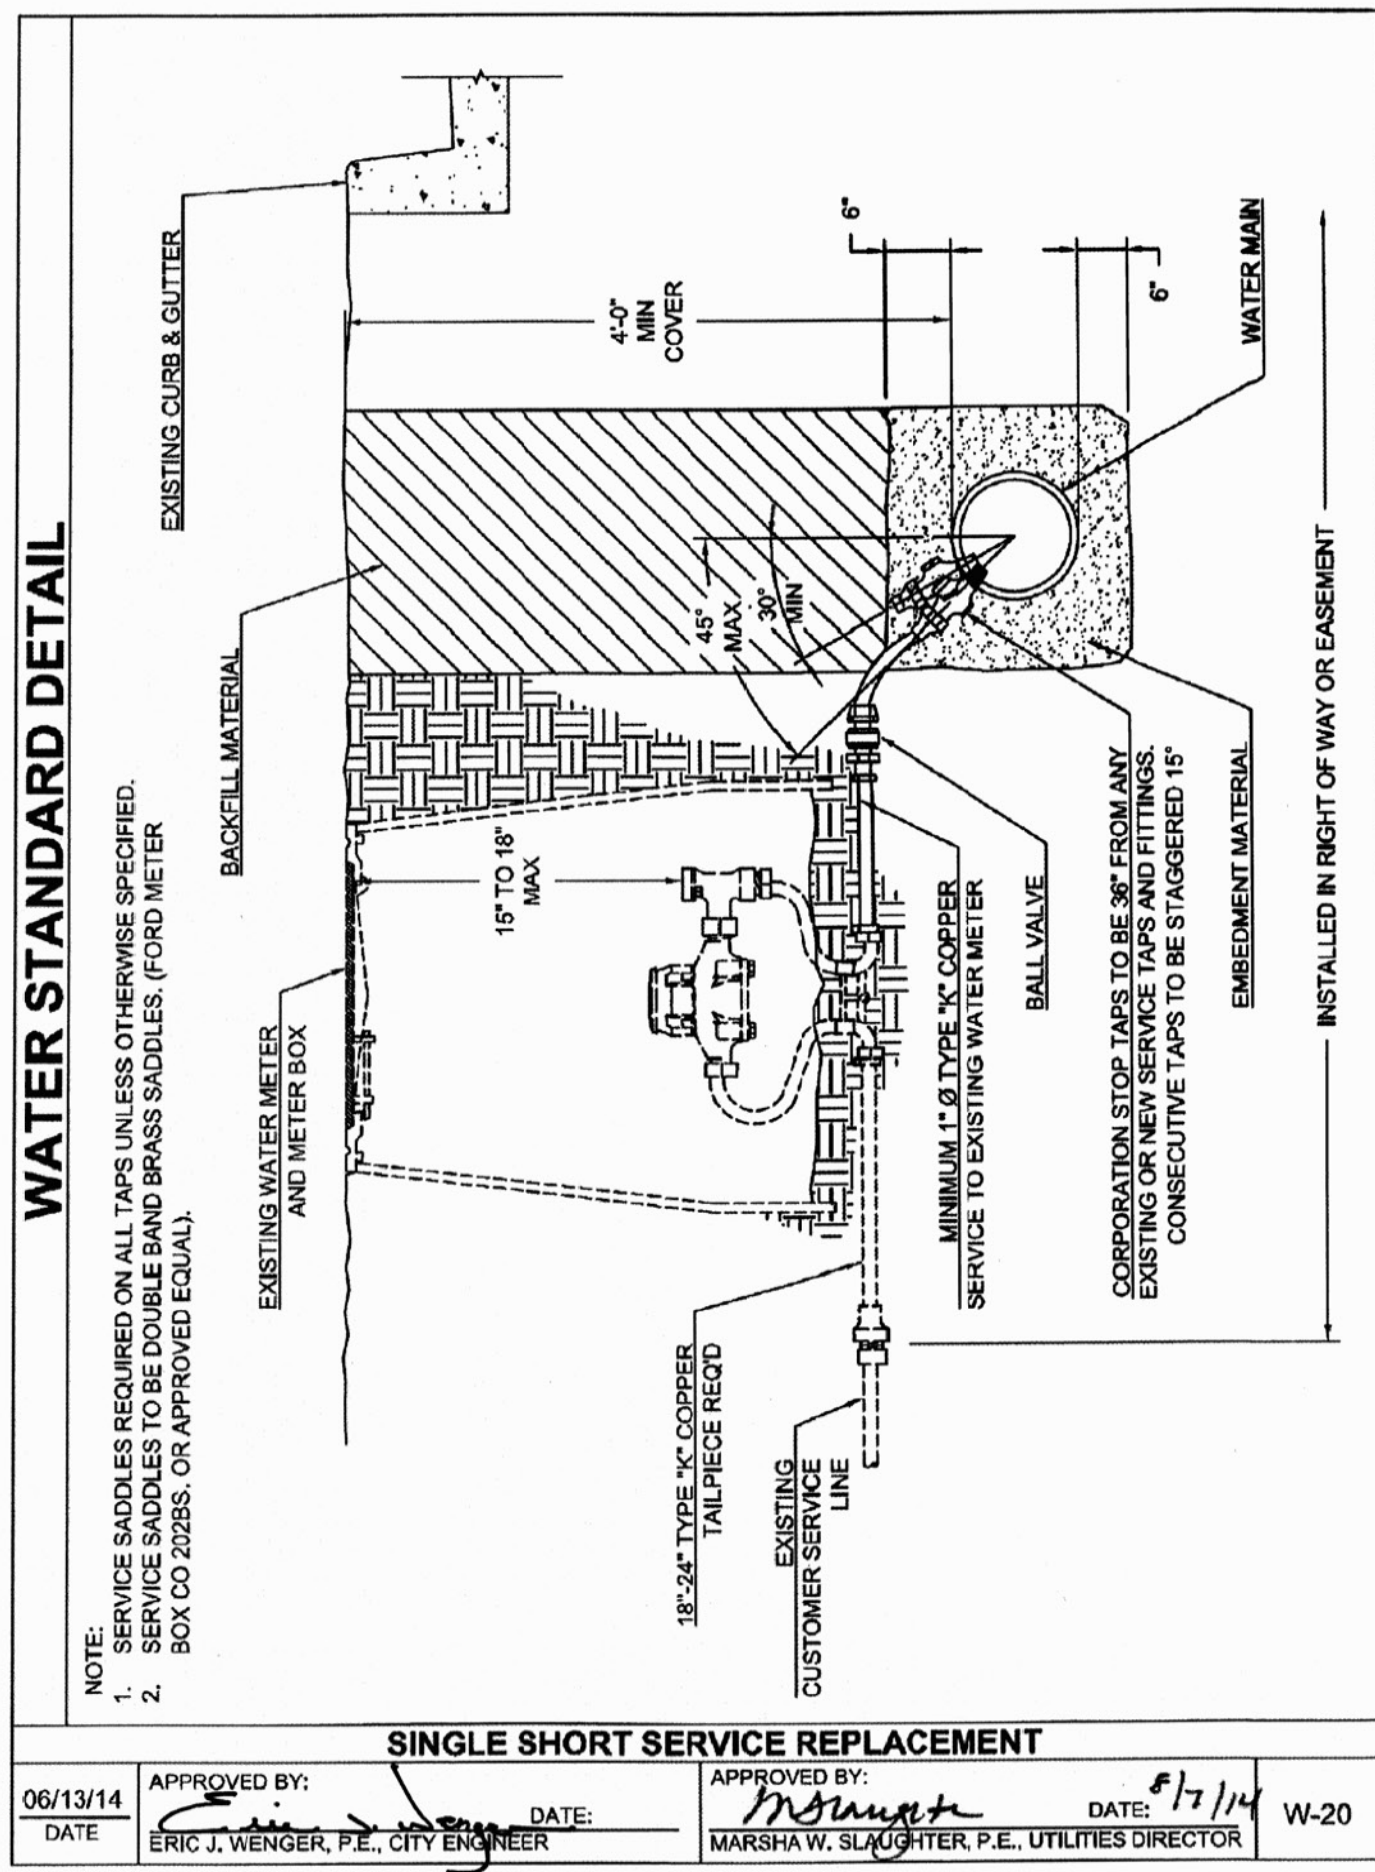 WATER STANDARD DETAIL
NOTE:
1. SERVICE SADDLES REQUIRED ON ALL TAPS UNLESS OTHERWISE SPECIFIED.
2. SERVICE SADDLES TO BE DOUBLE BAND BRASS SADDLES. (FORD METER
BOX CO 202BS. OR APPROVED EQUAL).
EXISTING CURB & GUTTER
BACKFILL MATERIAL
EXISTING WATER METER
AND METER BOX
15" TO 18"
MAX
4'-0"
MIN
COVER
6"
6"
45°
MAX
30°
MIN
WATER MAIN
18"-24" TYPE "K" COPPER
TAILPIECE REQ'D
EXISTING
CUSTOMER SERVICE
LINE
MINIMUM 1" Ø TYPE "K" COPPER
SERVICE TO EXISTING WATER METER
BALL VALVE
CORPORATION STOP TAPS TO BE 36" FROM ANY
EXISTING OR NEW SERVICE TAPS AND FITTINGS.
CONSECUTIVE TAPS TO BE STAGGERED 15°
EMBEDMENT MATERIAL
INSTALLED IN RIGHT OF WAY OR EASEMENT
SINGLE SHORT SERVICE REPLACEMENT
06/13/14
DATE
APPROVED BY:
DATE:
ERIC J. WENGER, P.E., CITY ENGINEER
APPROVED BY:
DATE: 8/7/14
MARSHA W. SLAUGHTER, P.E., UTILITIES DIRECTOR
W-20